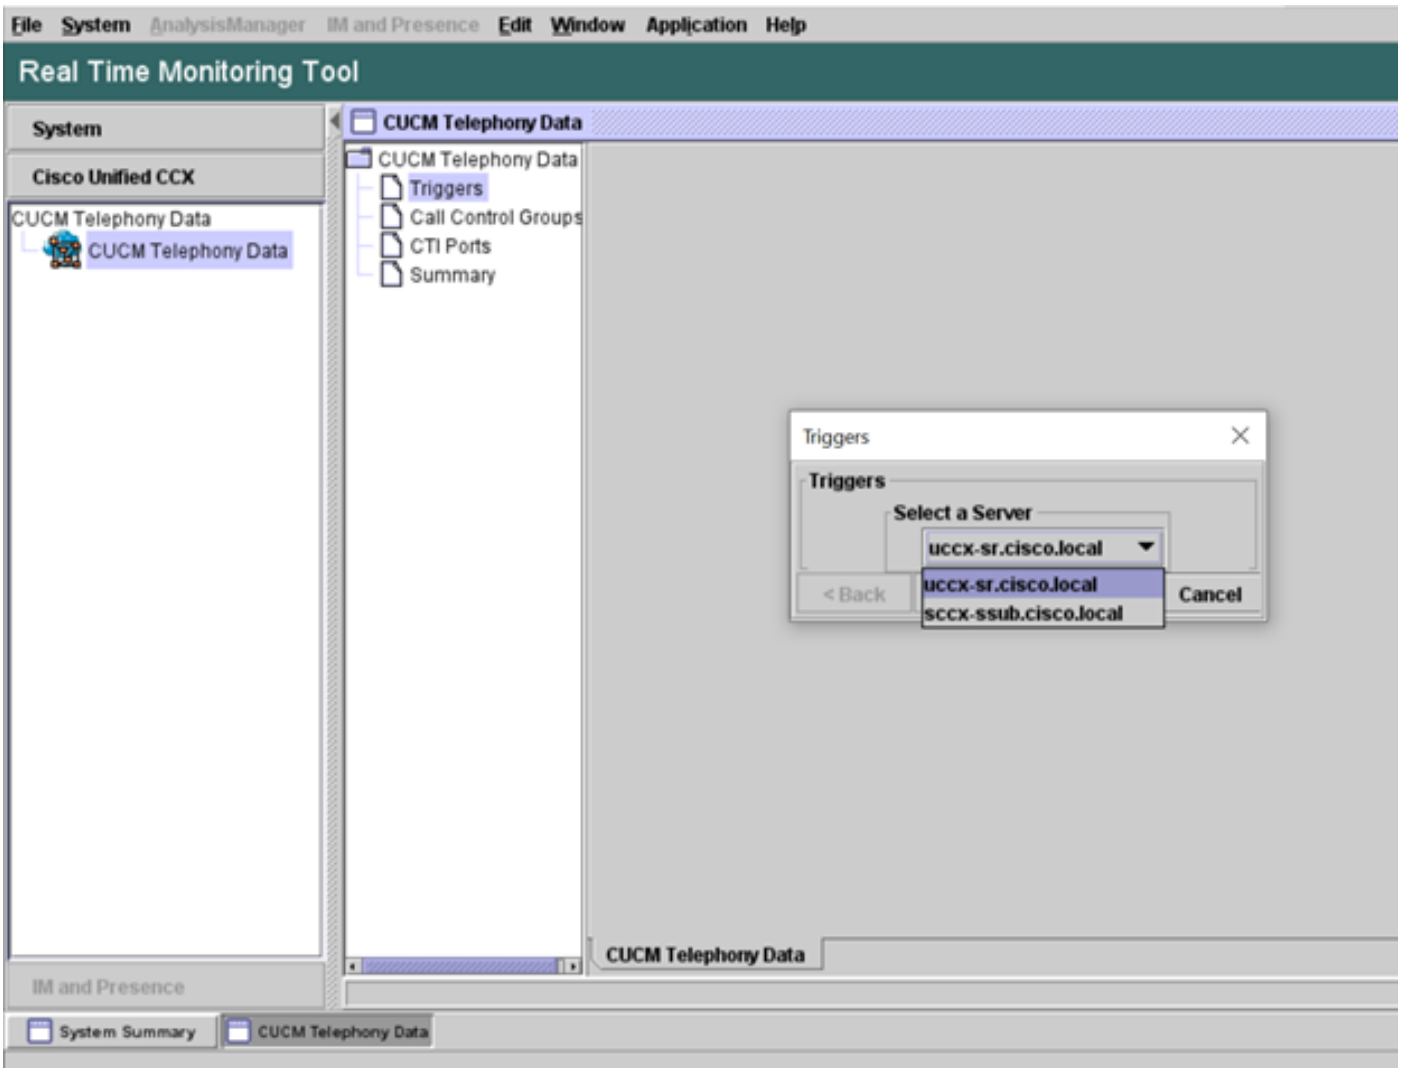 File System AnalysisManager IM and Presence Edit Window Application Help
Real Time Monitoring Tool
System
Cisco Unified CCX
CUCM Telephony Data
CUCM Telephony Data
IM and Presence
CUCM Telephony Data
CUCM Telephony Data
Triggers
Call Control Groups
CTI Ports
Summary
Triggers
Triggers
Select a Server
uccx-sr.cisco.local
uccx-sr.cisco.local
sccx-ssub.cisco.local
< Back Cancel
CUCM Telephony Data
System Summary CUCM Telephony Data